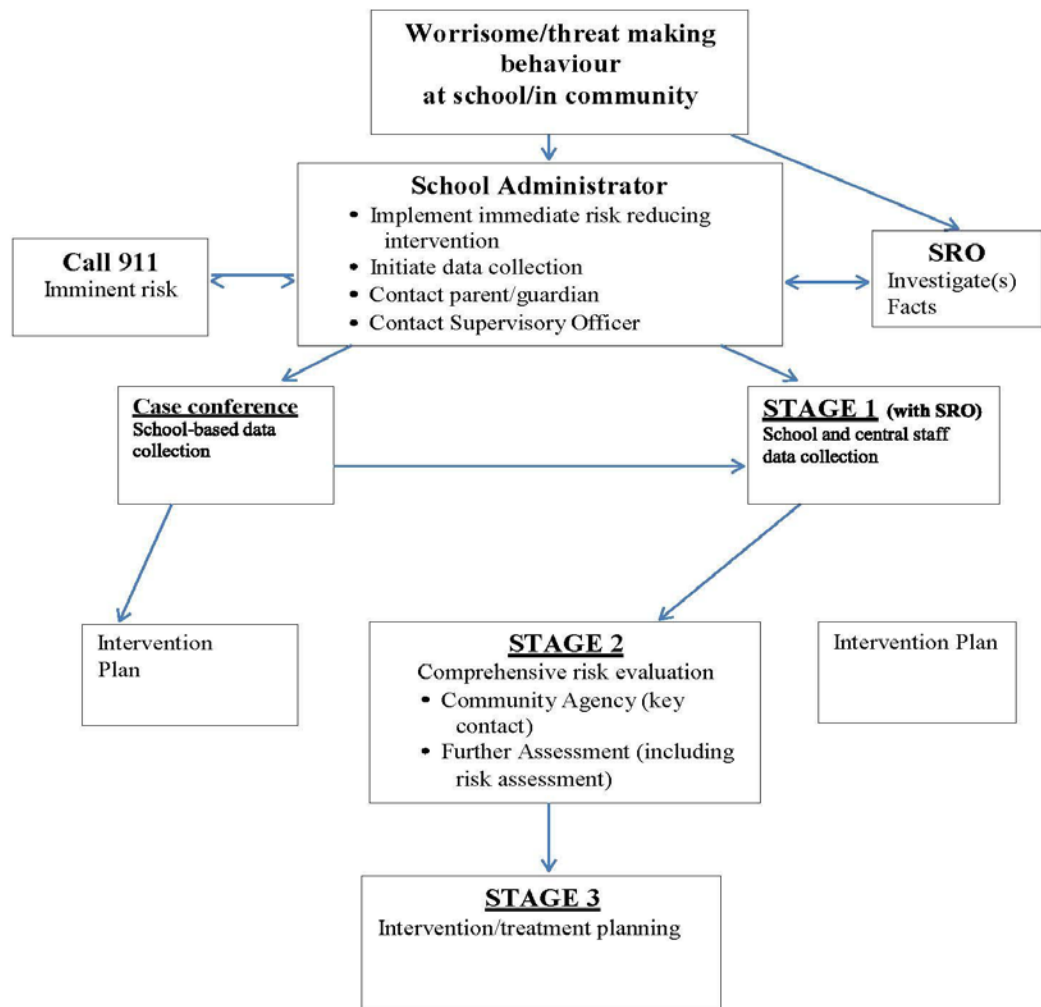 Worrisome/threat making
behaviour
at school/in community
School Administrator
• Implement immediate risk reducing
intervention
• Initiate data collection
• Contact parent/guardian
• Contact Supervisory Officer
Call 911
Imminent risk
SRO
Investigate(s)
Facts
Case conference
School-based data
collection
STAGE 1 (with SRO)
School and central staff
data collection
Intervention
Plan
STAGE 2
Comprehensive risk evaluation
• Community Agency (key
contact)
• Further Assessment (including
risk assessment)
Intervention Plan
STAGE 3
Intervention/treatment planning